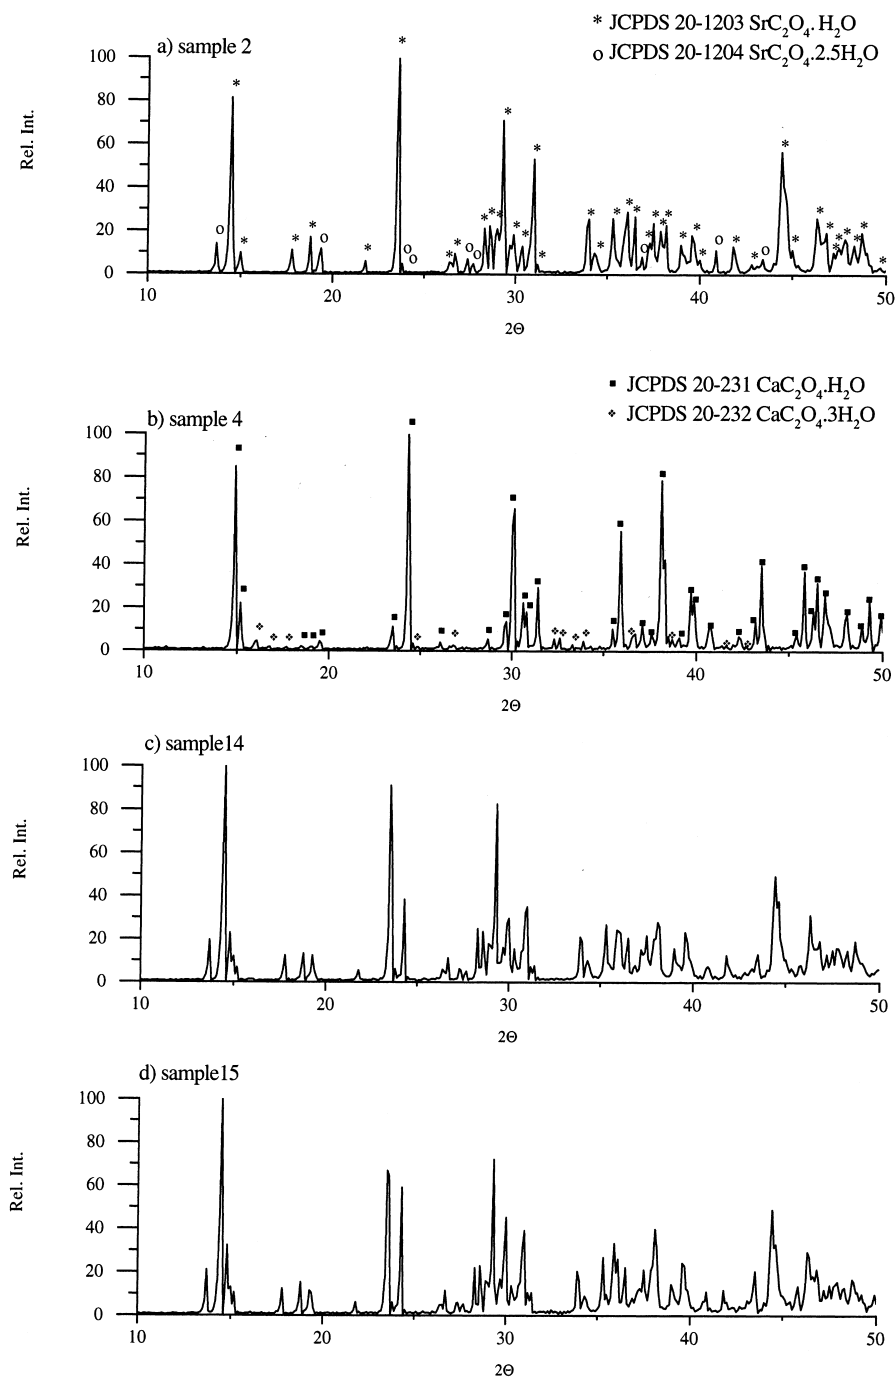 * JCPDS 20-1203 SrC₂O₄.H₂O
o JCPDS 20-1204 SrC₂O₄.2.5H₂O
a) sample 2
Rel. Int.
100
80
60
40
20
0
10 20 30 40 50
2Θ
■ JCPDS 20-231 CaC₂O₄.H₂O
❖ JCPDS 20-232 CaC₂O₄.3H₂O
b) sample 4
Rel. Int.
100
80
60
40
20
0
10 20 30 40 50
2Θ
c) sample14
Rel. Int.
100
80
60
40
20
0
10 20 30 40 50
2Θ
d) sample15
Rel. Int.
100
80
60
40
20
0
10 20 30 40 50
2Θ